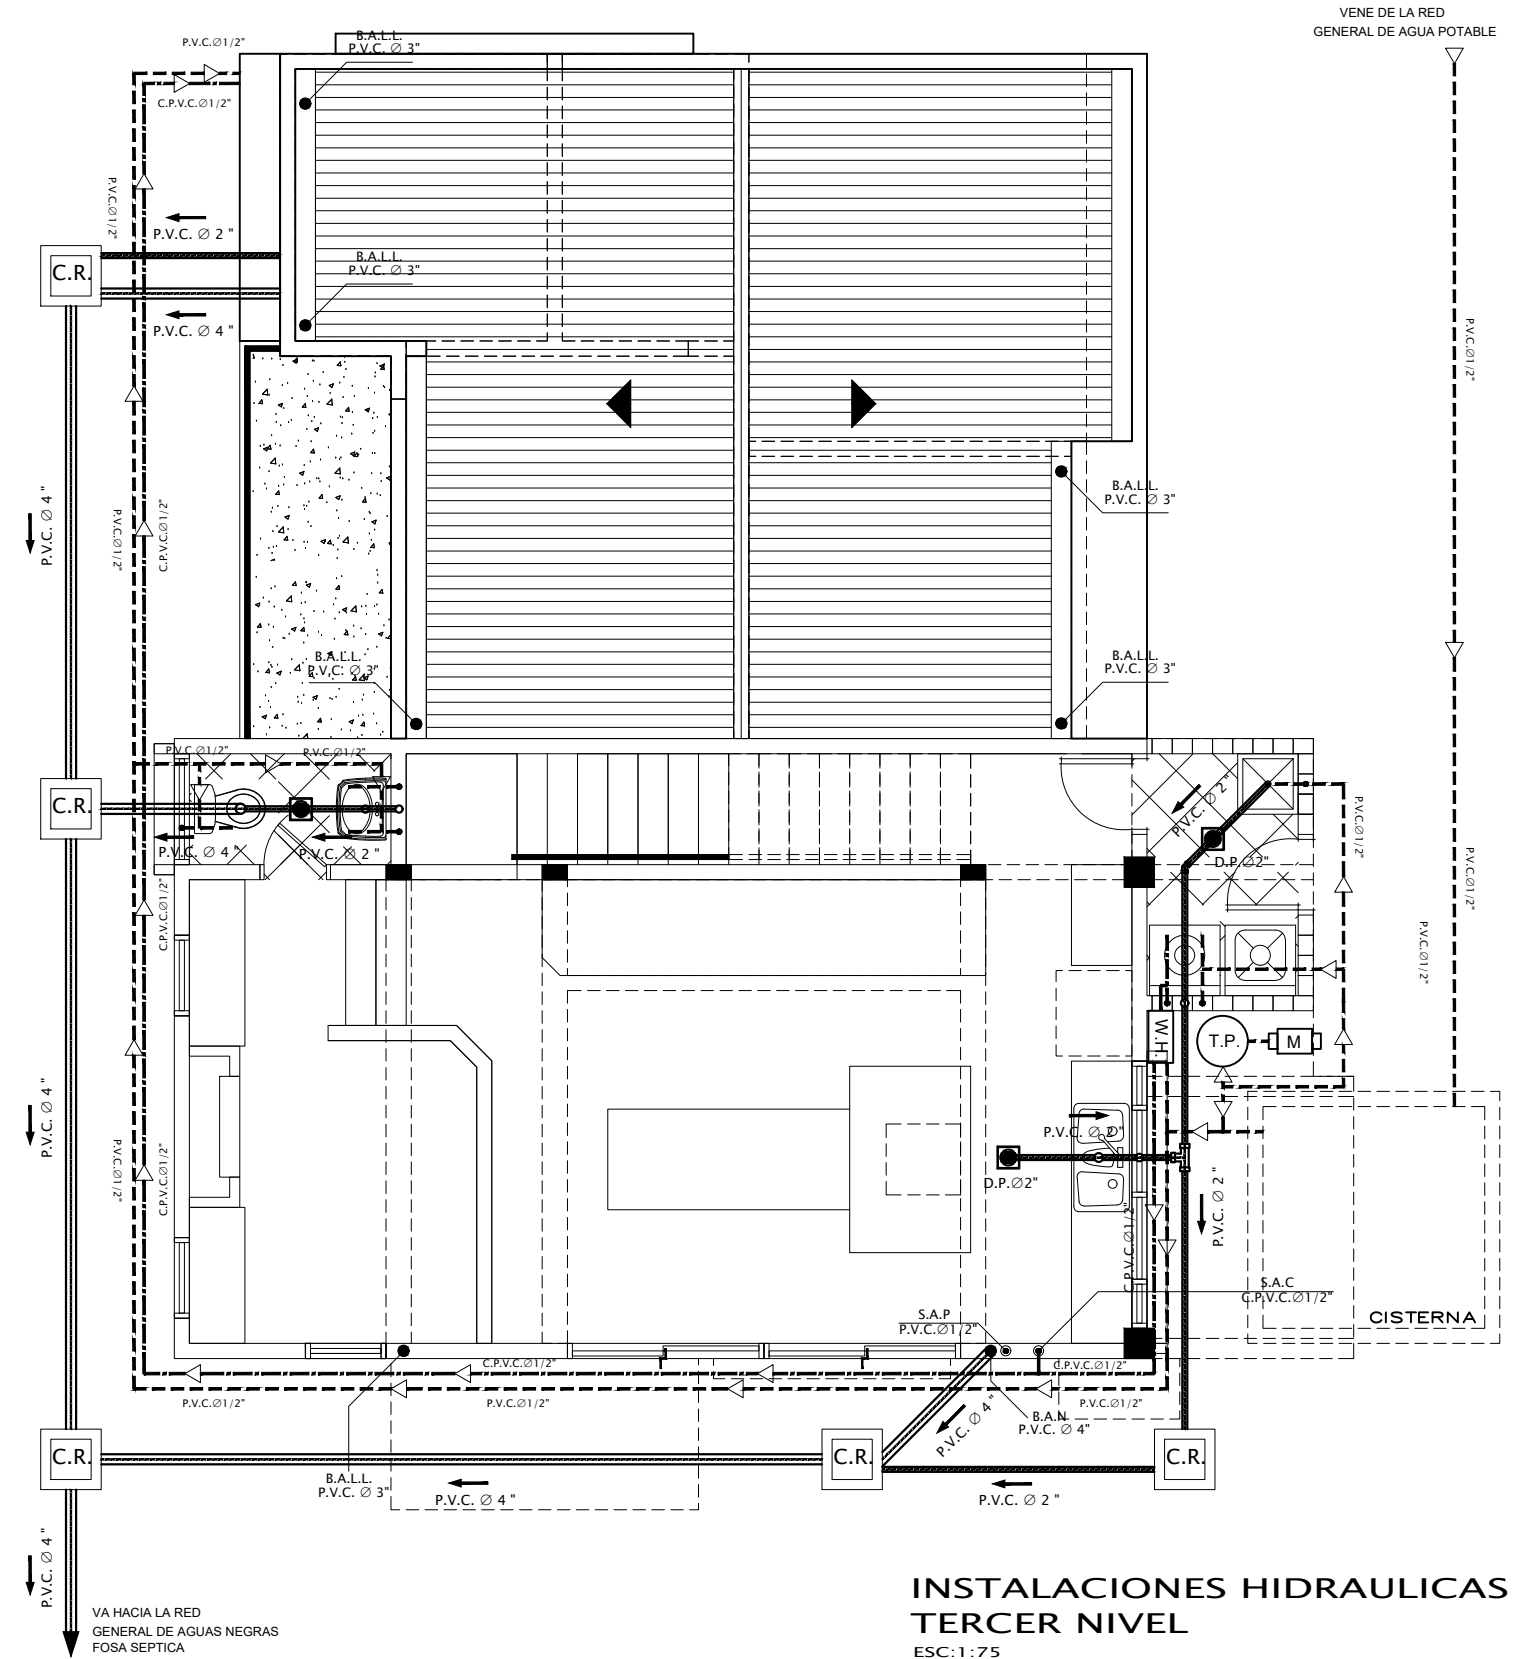 VENE DE LA RED
GENERAL DE AGUA POTABLE
B.A.L.L.
P.V.C. Ø 3"
P.V.C.Ø1/2"
C.P.V.C.Ø1/2"
P.V.C.Ø1/2"
P.V.C. Ø 2 "
C.R.
B.A.L.L.
P.V.C. Ø 3"
P.V.C. Ø 4 "
P.V.C.Ø1/2"
P.V.C. Ø 4 "
P.V.C.Ø1/2"
C.P.V.C.Ø1/2"
B.A.L.L.
P.V.C. Ø 3"
B.A.L.L.
P.V.C. Ø 3"
B.A.L.L.
P.V.C. Ø 3"
P.V.C.Ø1/2"
P.V.C.Ø1/2"
C.R.
P.V.C. Ø 4 "
P.V.C. Ø 2 "
P.V.C. Ø 2 "
D.P.Ø2"
P.V.C.Ø1/2"
P.V.C.Ø1/2"
P.V.C.Ø1/2"
C.P.V.C.Ø1/2"
W.H.
T.P.
M
P.V.C. Ø 4 "
P.V.C.Ø1/2"
C.P.V.C.Ø1/2"
P.V.C. Ø 2 "
D.P.Ø2"
P.V.C. Ø 2 "
C.P.V.C.Ø1/2"
S.A.C
C.P.V.C.Ø1/2"
CISTERNA
S.A.P
P.V.C.Ø1/2"
C.P.V.C.Ø1/2"
C.P.V.C.Ø1/2"
P.V.C.Ø1/2"
P.V.C.Ø1/2"
P.V.C.Ø1/2"
B.A.N
P.V.C. Ø 4"
P.V.C. Ø 4 "
C.R.
C.R.
C.R.
B.A.L.L.
P.V.C. Ø 3"
P.V.C. Ø 4 "
P.V.C. Ø 2 "
P.V.C. Ø 4 "
VA HACIA LA RED
GENERAL DE AGUAS NEGRAS
FOSA SEPTICA
INSTALACIONES HIDRAULICAS
TERCER NIVEL
ESC:1:75